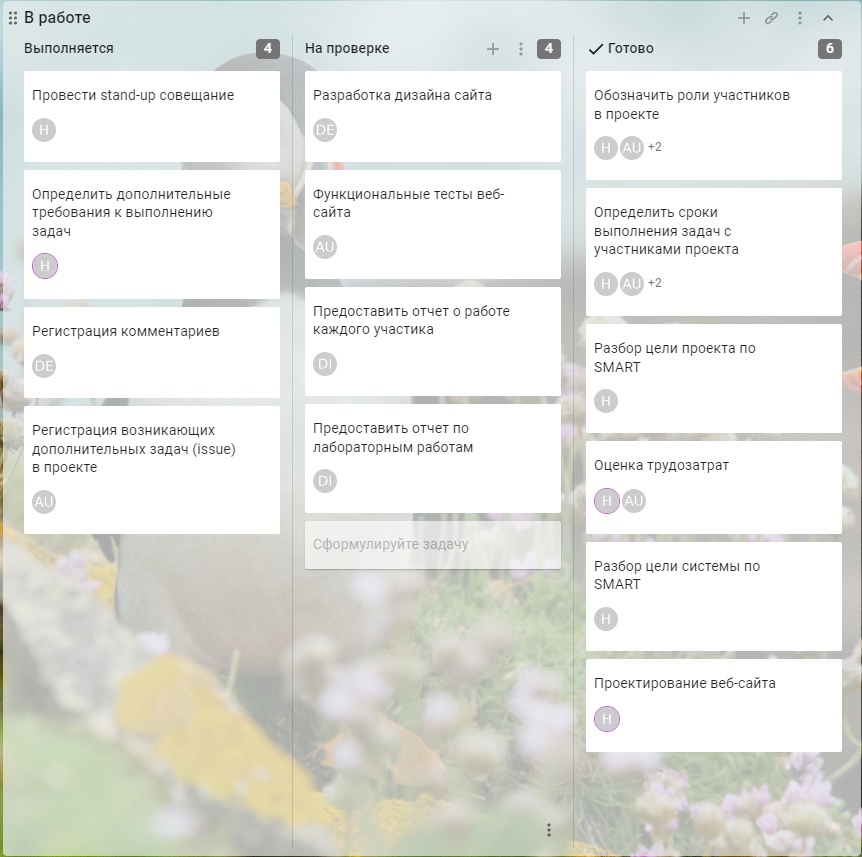 В работе
Выполняется
4
Провести stand-up совещание
H
Определить дополнительные
требования к выполнению
задач
H
Регистрация комментариев
DE
Регистрация возникающих
дополнительных задач (issue)
в проекте
AU
На проверке
4
Разработка дизайна сайта
DE
Функциональные тесты веб-
сайта
AU
Предоставить отчет о работе
каждого участика
DI
Предоставить отчет по
лабораторным работам
DI
Сформулируйте задачу
Готово
6
Обозначить роли участников
в проекте
H AU +2
Определить сроки
выполнения задач с
участниками проекта
H AU +2
Разбор цели проекта по
SMART
H
Оценка трудозатрат
H AU
Разбор цели системы по
SMART
H
Проектирование веб-сайта
H